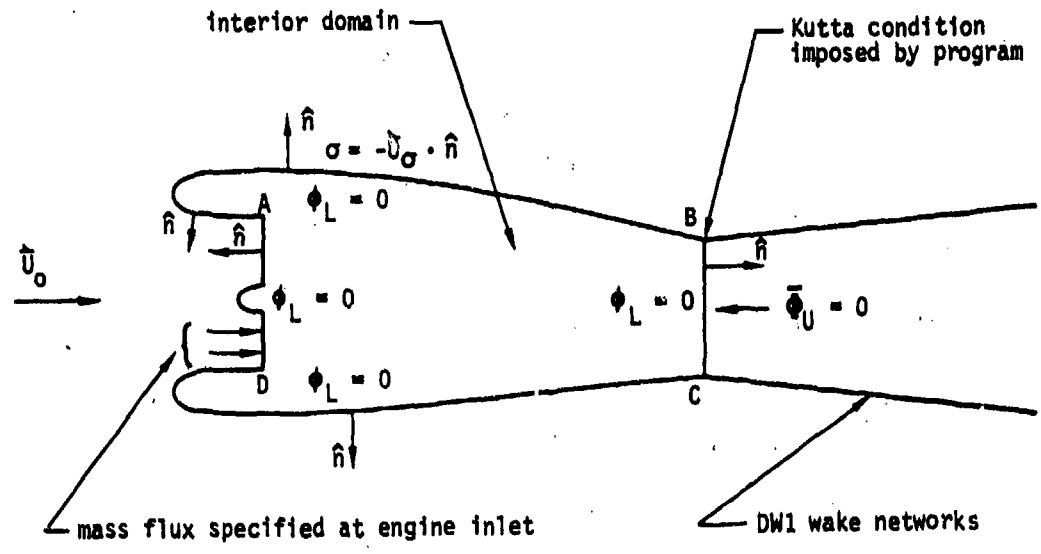 interior domain
Kutta condition
imposed by program
n̂
σ = -U⃗σ · n̂
A
ϕL = 0
n̂
n̂
B
n̂
U⃗o
ϕL = 0
ϕL = 0
Φ̄U = 0
D
ϕL = 0
C
n̂
mass flux specified at engine inlet
DW1 wake networks